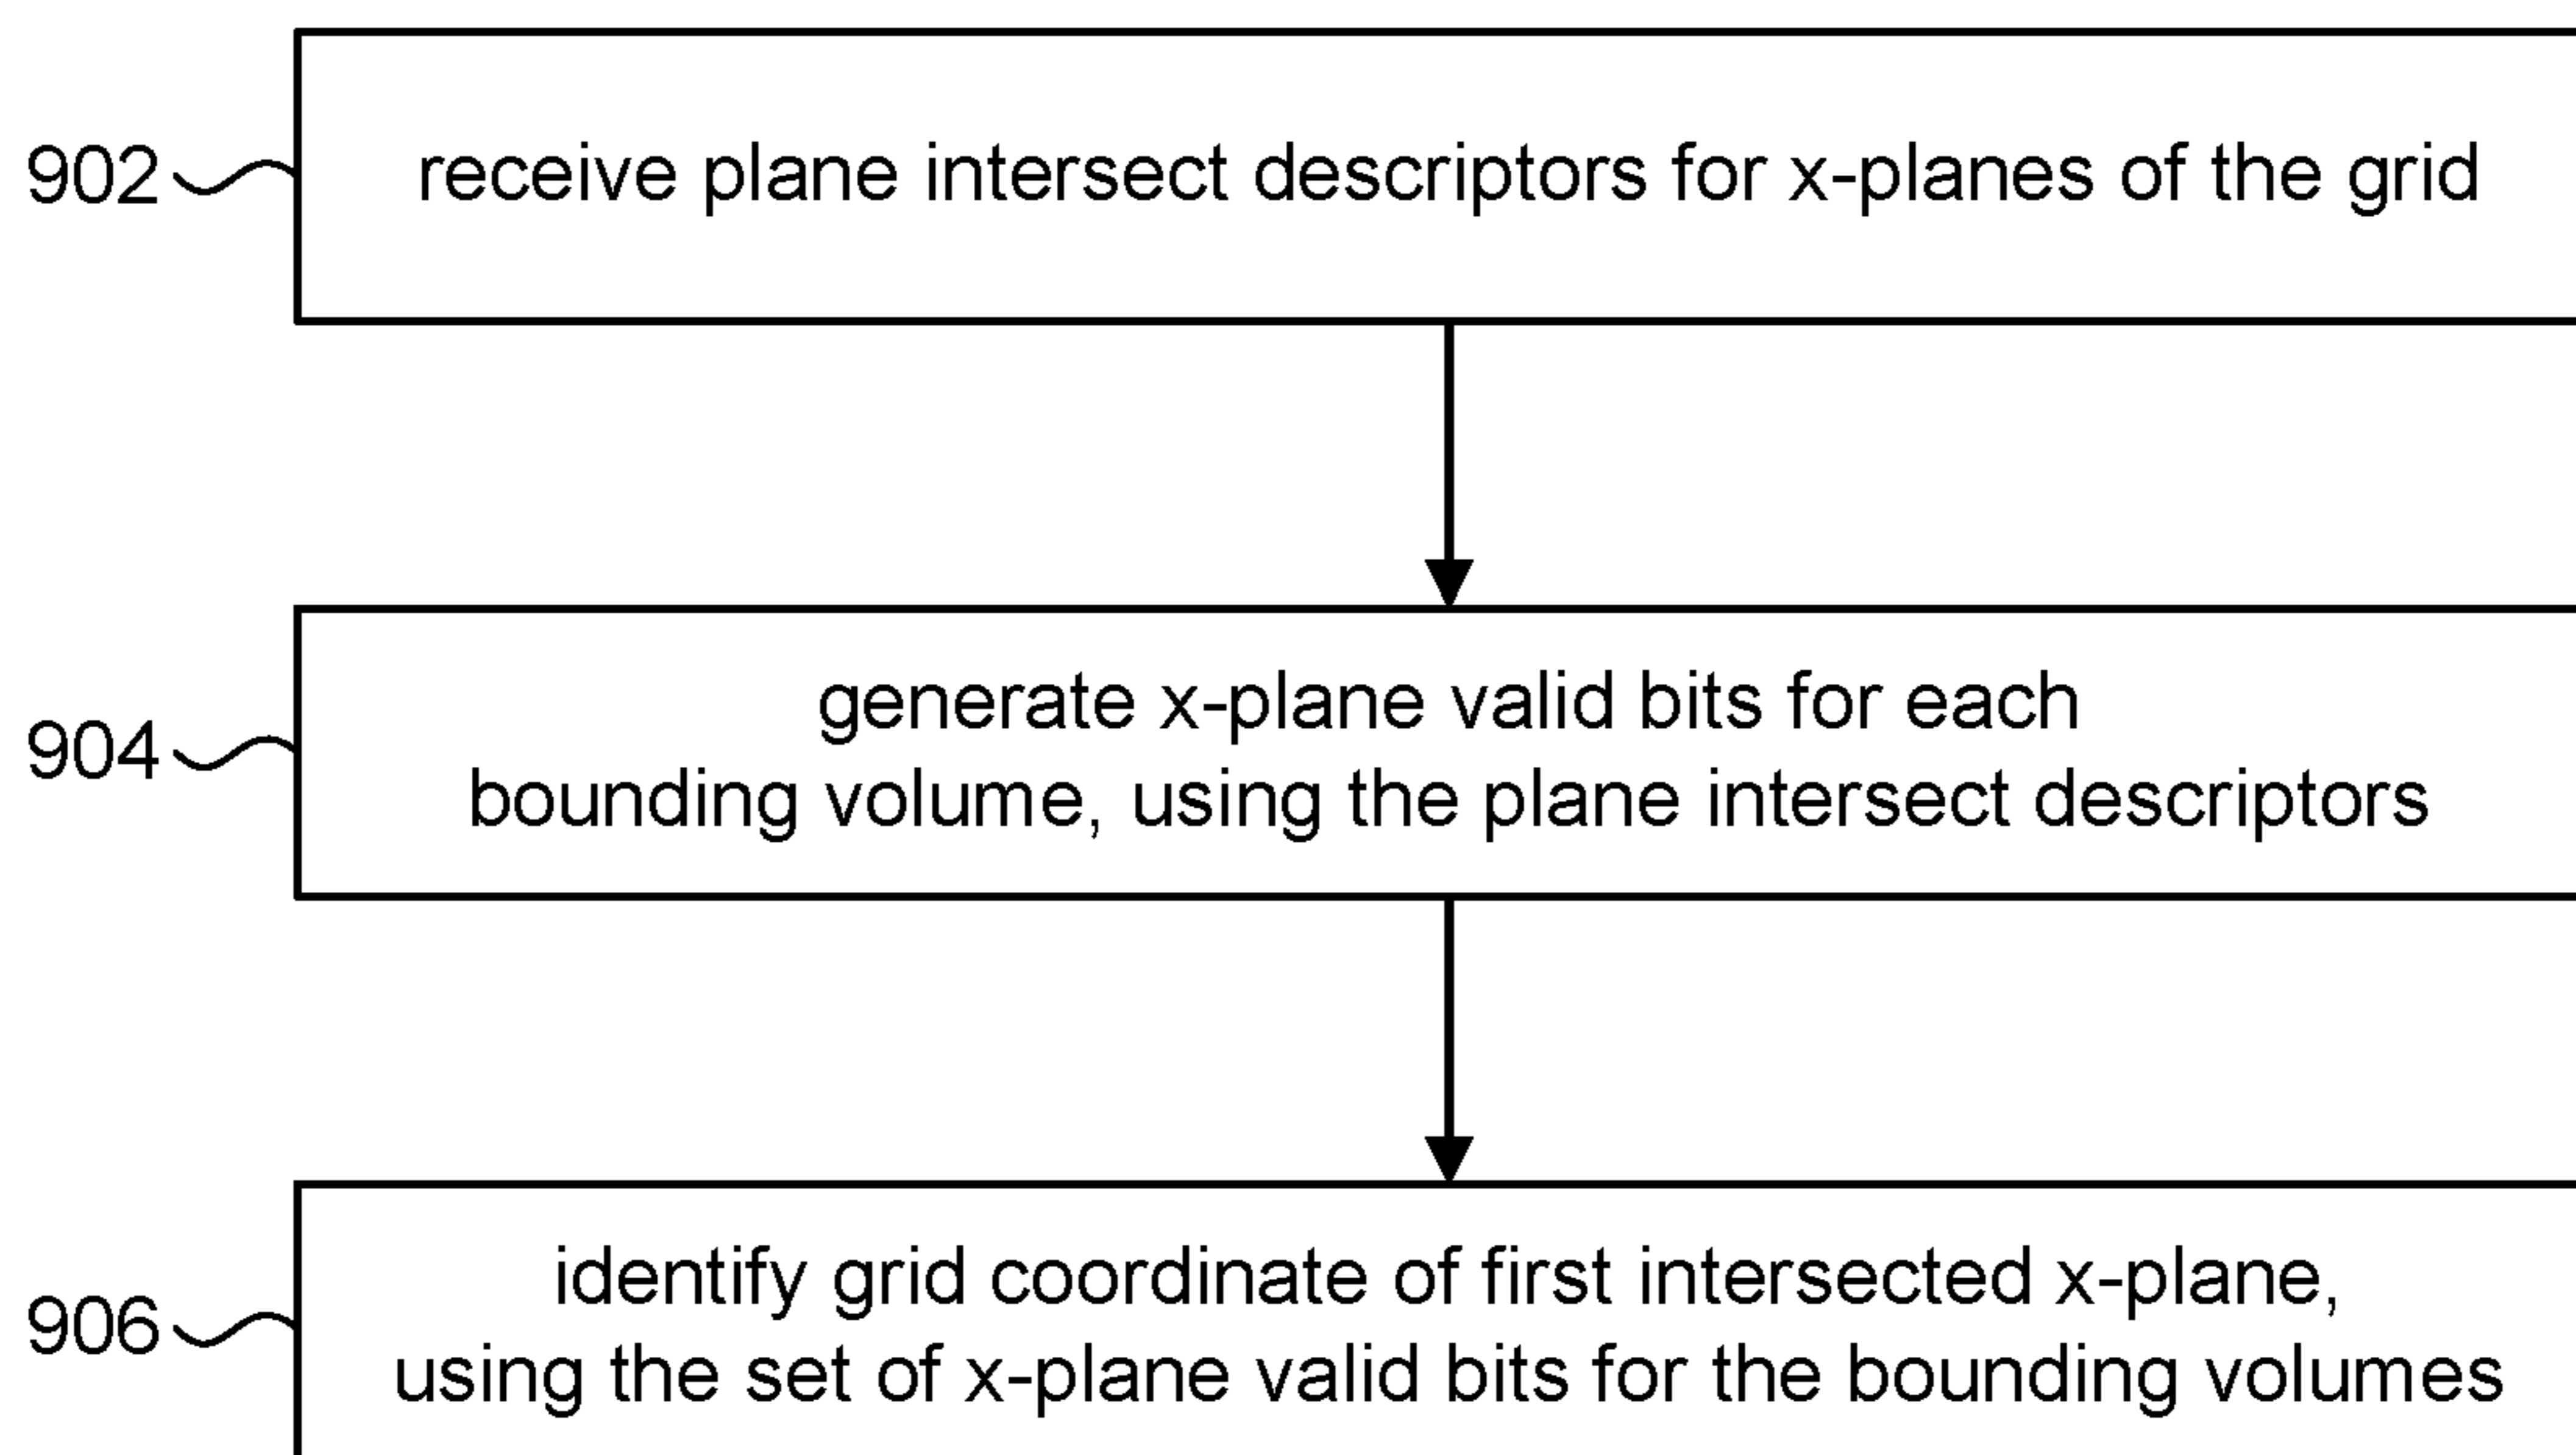 902
receive plane intersect descriptors for x-planes of the grid
904
generate x-plane valid bits for each
bounding volume, using the plane intersect descriptors
906
identify grid coordinate of first intersected x-plane,
using the set of x-plane valid bits for the bounding volumes